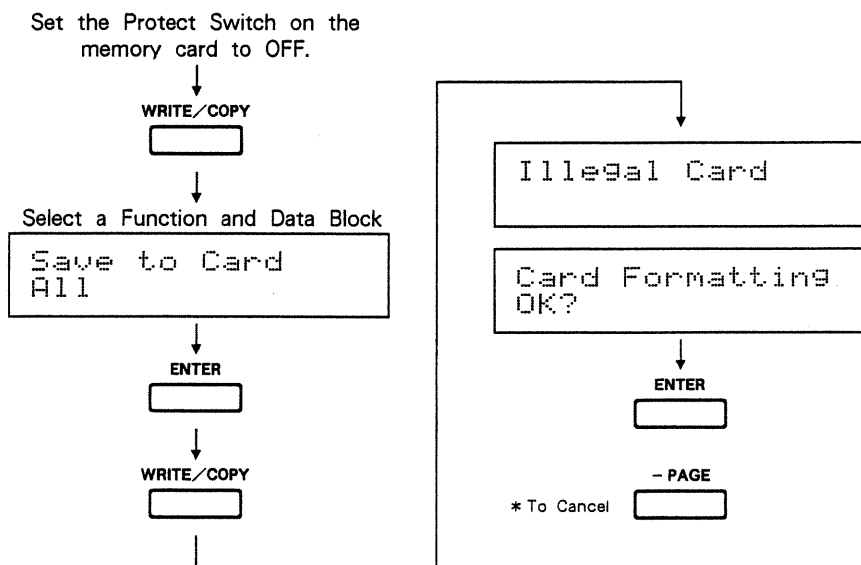 Set the Protect Switch on the
memory card to OFF.
WRITE/COPY
Select a Function and Data Block
Save to Card
All
ENTER
WRITE/COPY
Illegal Card
Card Formatting
OK?
ENTER
– PAGE
* To Cancel